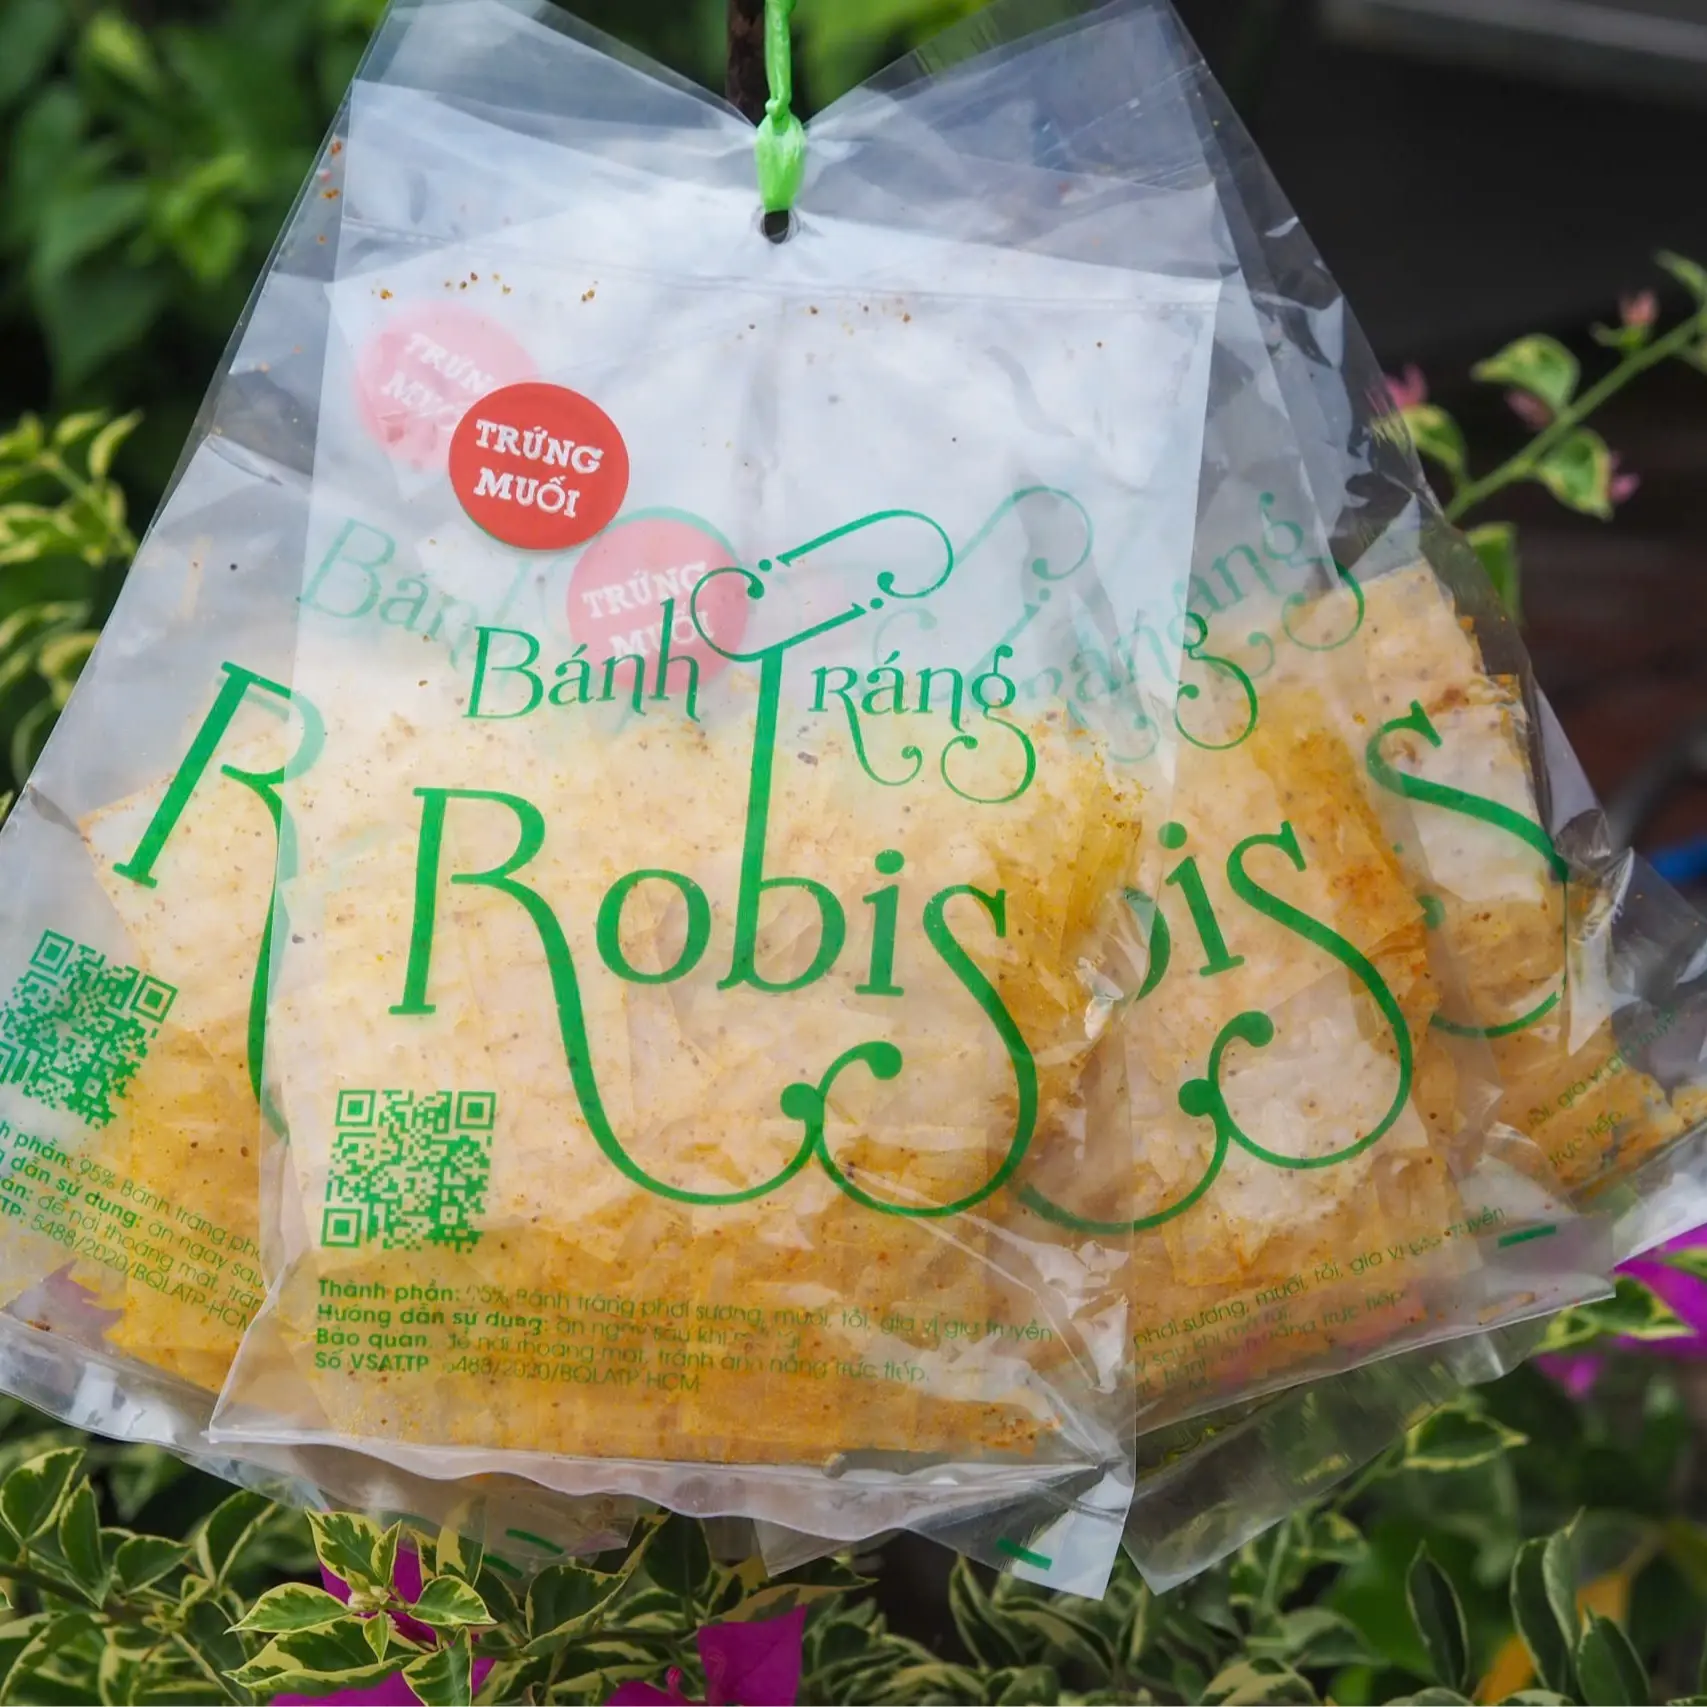 TRỨNG
MUỐI
TRỨNG
MUỐI
Bánh Tráng
Robis
Thành phần: 95% Bánh tráng phơi sương, muối, tỏi, gia vị gia truyền
Hướng dẫn sử dụng: ăn ngay sau khi mở túi.
Bảo quản: để nơi thoáng mát, tránh ánh nắng trực tiếp.
Số VSATTP: 5488/2020/BQLATP-HCM